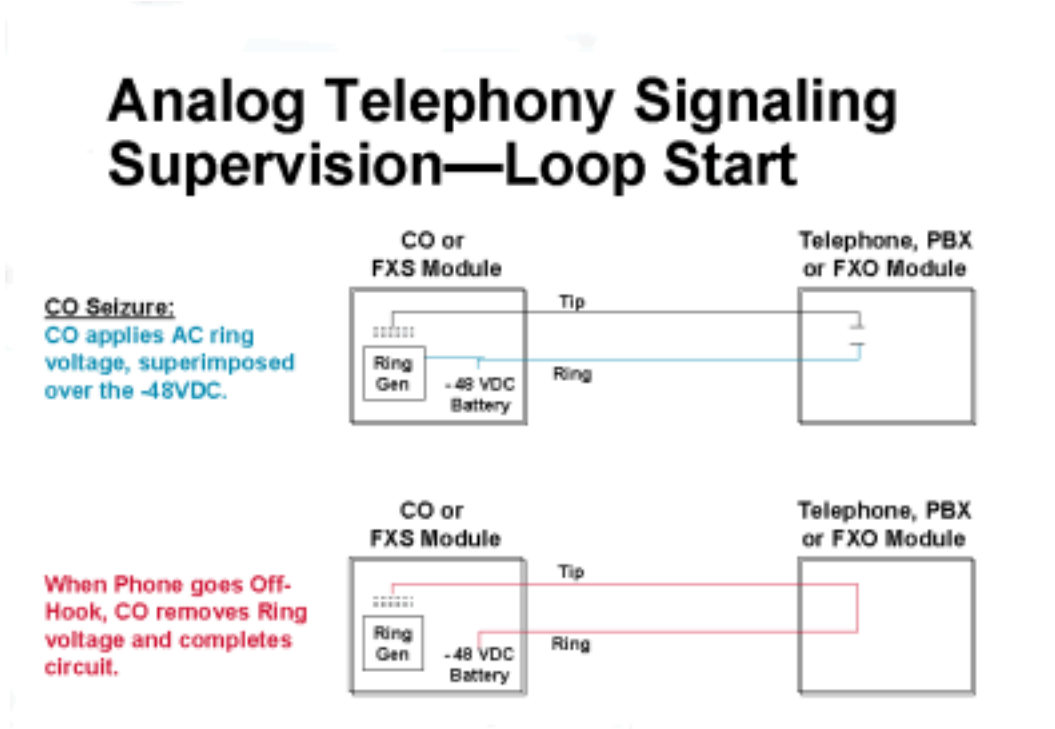 Analog Telephony Signaling
Supervision—Loop Start
CO or
FXS Module
Telephone, PBX
or FXO Module
CO Seizure:
CO applies AC ring
voltage, superimposed
over the -48VDC.
Tip
Ring
Gen
-48 VDC
Battery
Ring
CO or
FXS Module
Telephone, PBX
or FXO Module
When Phone goes Off-
Hook, CO removes Ring
voltage and completes
circuit.
Tip
Ring
Gen
-48 VDC
Battery
Ring